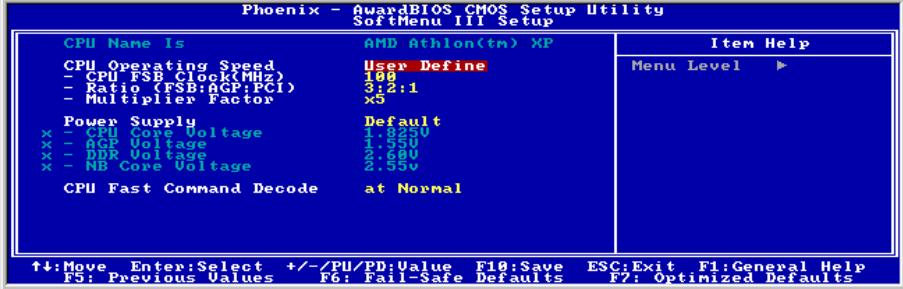 Phoenix - AwardBIOS CMOS Setup Utility
SoftMenu III Setup
CPU Name Is AMD Athlon(tm) XP
Item Help
CPU Operating Speed User Define
Menu Level ▶
- CPU FSB Clock(MHz) 100
- Ratio (FSB:AGP:PCI) 3:2:1
- Multiplier Factor x5
Power Supply Default
x - CPU Core Voltage 1.825V
x - AGP Voltage 1.55V
x - DDR Voltage 2.60V
x - NB Core Voltage 2.55v
CPU Fast Command Decode at Normal
↑↓:Move Enter:Select +/-/PU/PD:Value F10:Save ESC:Exit F1:General Help
F5: Previous Values F6: Fail-Safe Defaults F7: Optimized Defaults